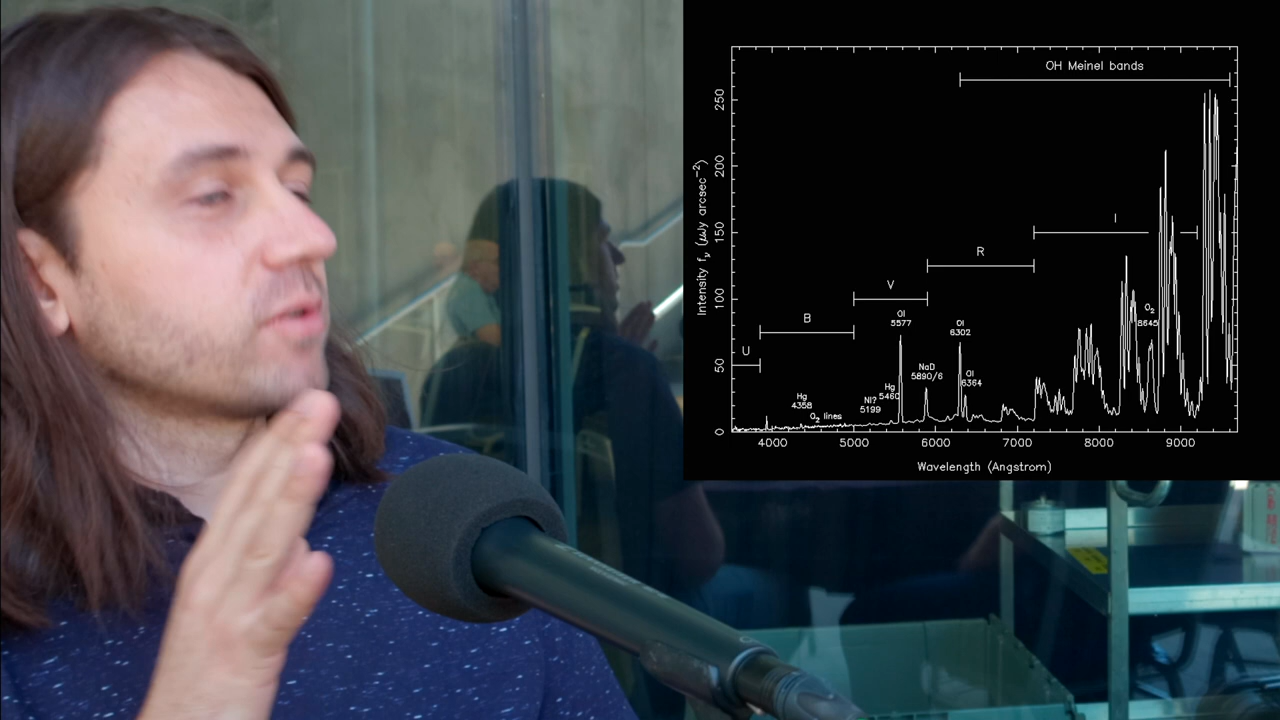 OH Meinel bands
I
R
V
B
U
OI
5577
OI
6302
OI
6364
NaD
5890/6
Hg
5460
NI?
5199
Hg
4358
O2 lines
O2
8645
250
200
150
100
50
0
4000 5000 6000 7000 8000 9000
Wavelength (Angstrom)
Intensity fν (μJy arcsec⁻²)